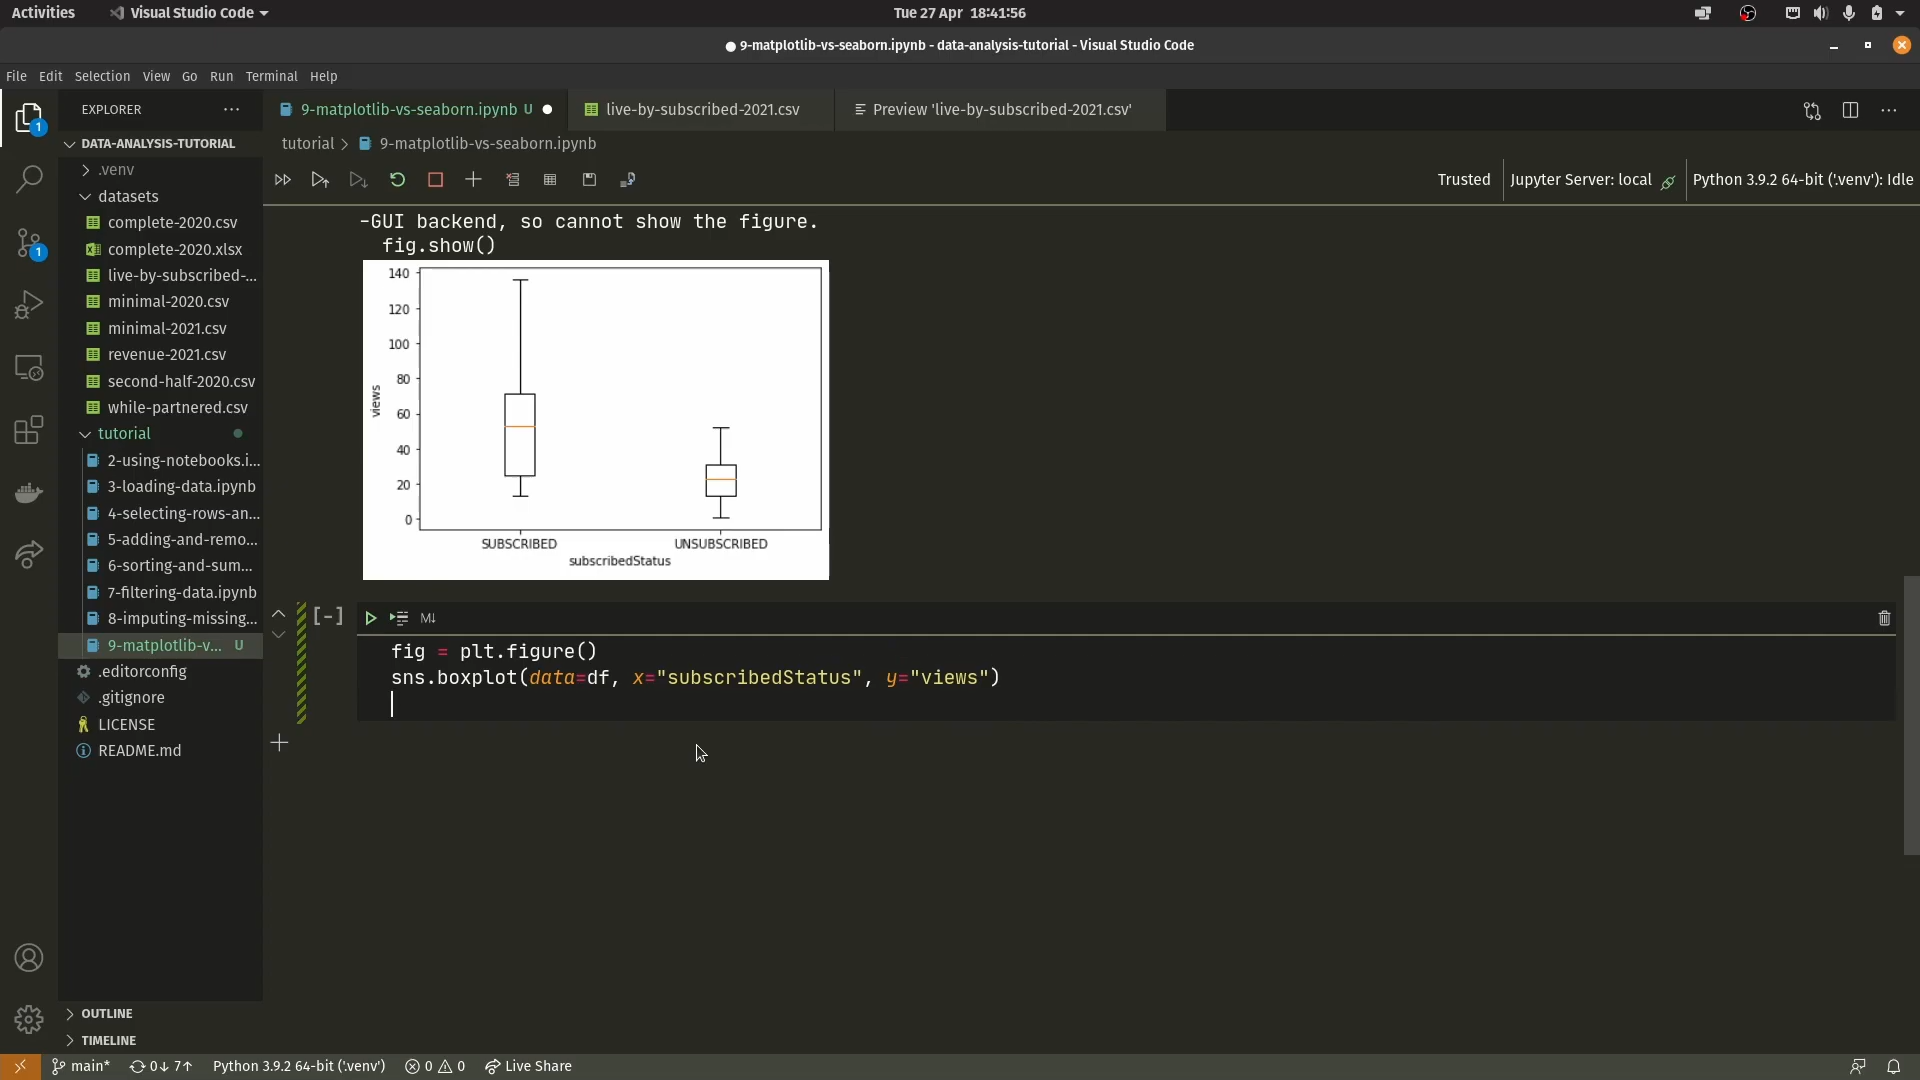 Activities
Visual Studio Code
Tue 27 Apr 18:41:56
9-matplotlib-vs-seaborn.ipynb - data-analysis-tutorial - Visual Studio Code
File Edit Selection View Go Run Terminal Help
EXPLORER
9-matplotlib-vs-seaborn.ipynb U
live-by-subscribed-2021.csv
Preview 'live-by-subscribed-2021.csv'
1
DATA-ANALYSIS-TUTORIAL
tutorial > 9-matplotlib-vs-seaborn.ipynb
Trusted
Jupyter Server: local
Python 3.9.2 64-bit ('.venv'): Idle
.venv
datasets
complete-2020.csv
complete-2020.xlsx
live-by-subscribed-...
minimal-2020.csv
minimal-2021.csv
revenue-2021.csv
second-half-2020.csv
while-partnered.csv
tutorial
2-using-notebooks.i...
3-loading-data.ipynb
4-selecting-rows-an...
5-adding-and-remo...
6-sorting-and-sum...
7-filtering-data.ipynb
8-imputing-missing...
9-matplotlib-v... U
.editorconfig
.gitignore
LICENSE
README.md
1
-GUI backend, so cannot show the figure.
fig.show()
140
120
100
80
60
40
20
0
views
SUBSCRIBED UNSUBSCRIBED
subscribedStatus
[-]
M↓
fig = plt.figure()
sns.boxplot(data=df, x="subscribedStatus", y="views")
OUTLINE
TIMELINE
main* 0↓ 7↑ Python 3.9.2 64-bit ('.venv') 0 0 Live Share